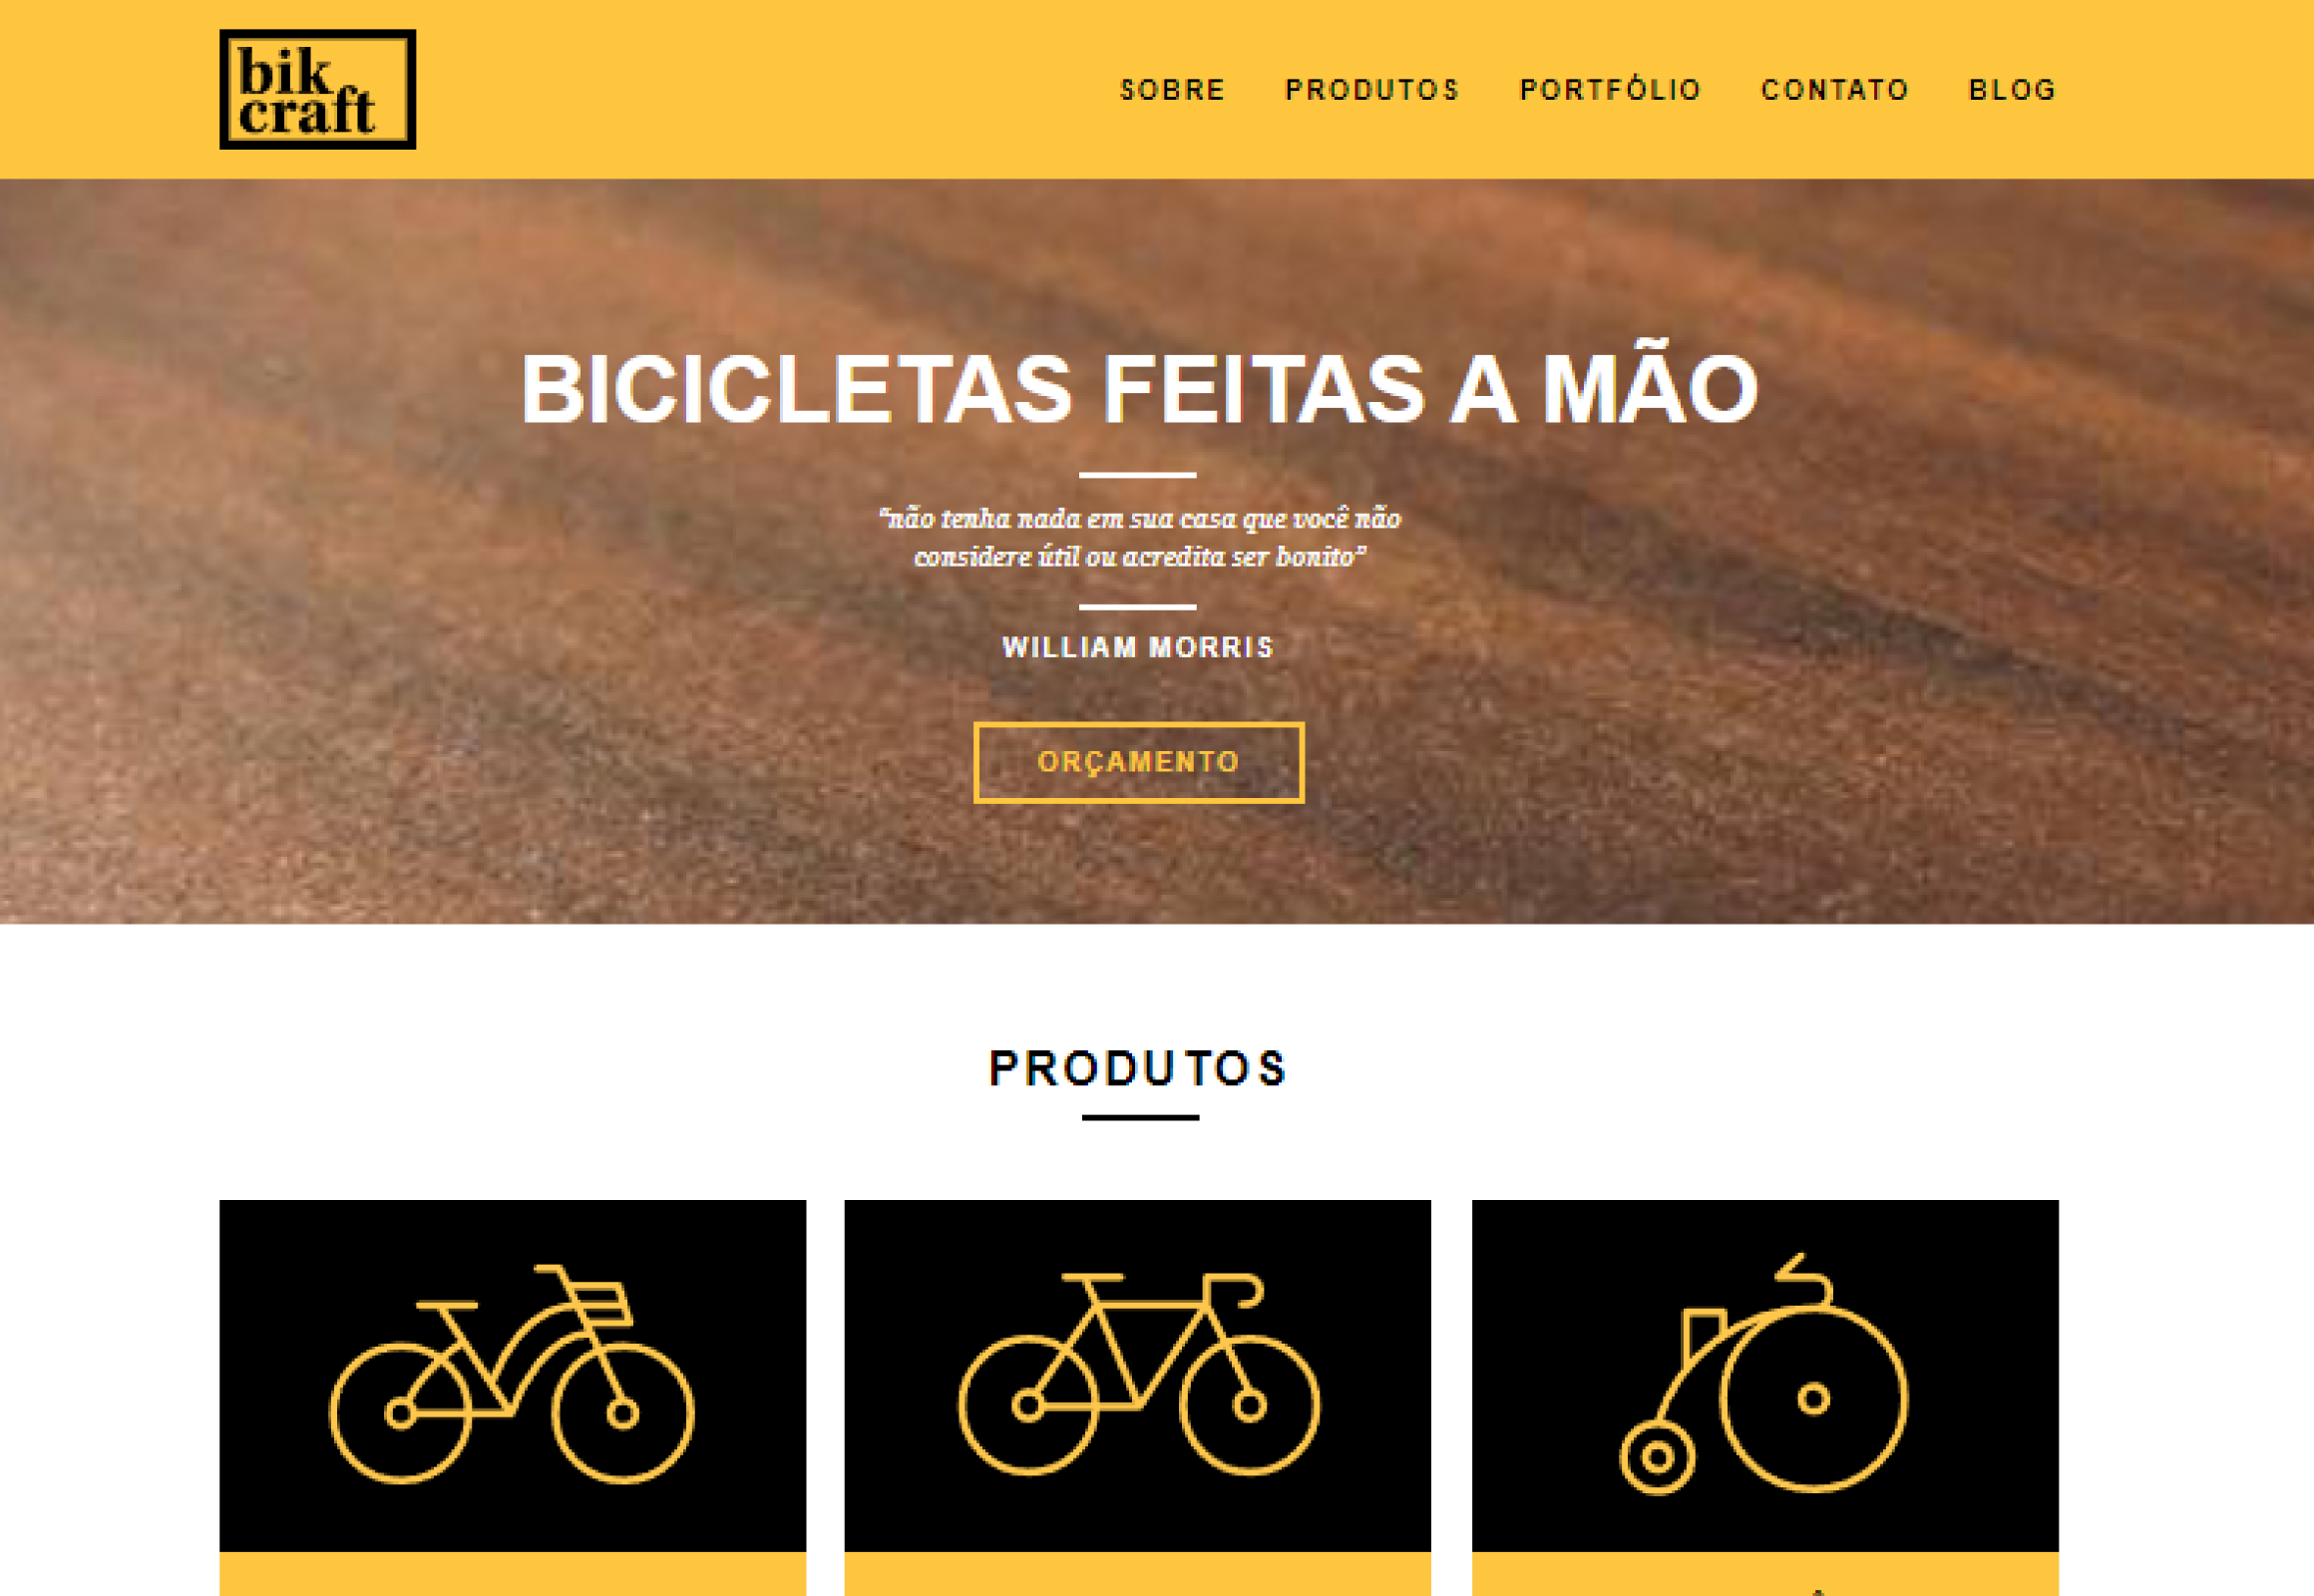 bik
craft
SOBRE PRODUTOS PORTFÓLIO CONTATO BLOG
BICICLETAS FEITAS A MÃO
"não tenha nada em sua casa que você não
considere útil ou acredita ser bonito"
WILLIAM MORRIS
ORÇAMENTO
PRODUTOS